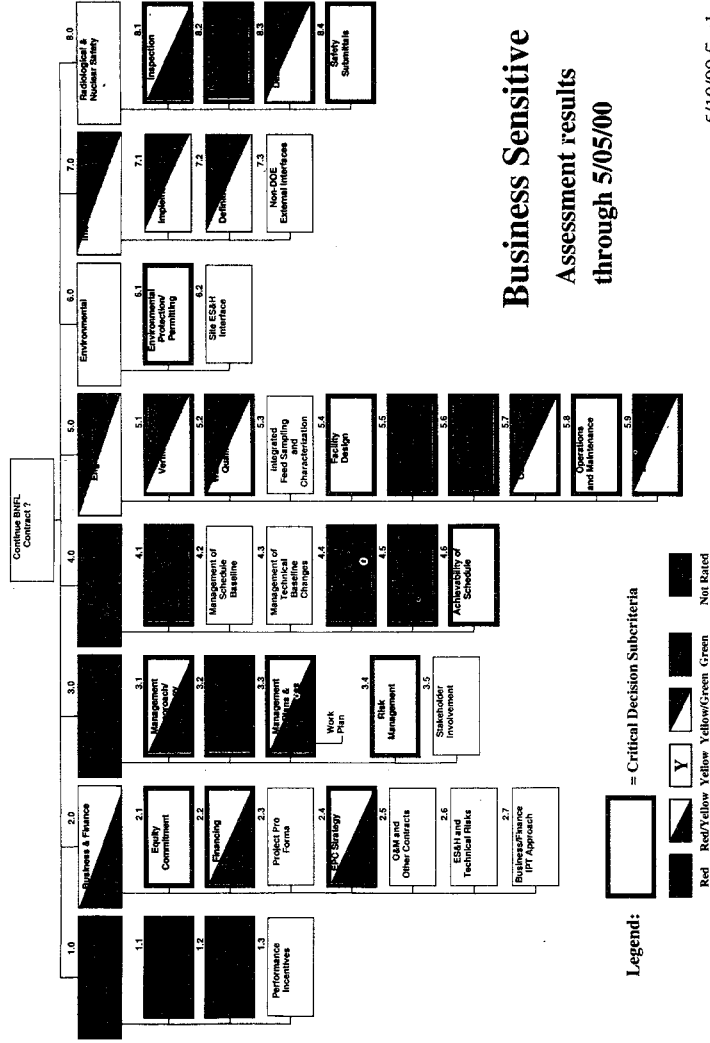 Continue BNFL
Contract ?
1.0
1.1
1.2
1.3
Performance
Incentives
2.0
Business & Finance
2.1
Equity
Commitment
2.2
Financing
2.3
Project Pro
Forma
2.4
EPC Strategy
2.5
O&M and
Other Contracts
2.6
ES&H and
Technical Risks
2.7
Business/Finance
IPT Approach
3.0
3.1
Management
3.2
3.3
Management
Work
Plan
3.4
Risk
Management
3.5
Stakeholder
Involvement
4.0
4.1
4.2
Management of
Schedule
Baseline
4.3
Management of
Technical
Baseline
Changes
4.4
4.5
4.6
Achievability of
Schedule
5.0
5.1
5.2
5.3
Integrated
Feed Sampling
and
Characterization
5.4
Facility
Design
5.5
5.6
5.7
5.8
Operations
and Maintenance
5.9
6.0
Environmental
6.1
Environmental
Protection/
Permitting
6.2
Site ES&H
Interface
7.0
7.1
7.2
7.3
Non-DOE
External Interfaces
8.0
Radiological &
Nuclear Safety
8.1
Inspection
8.2
8.3
8.4
Safety
Submittals
Business Sensitive
Assessment results
through 5/05/00
Legend:
= Critical Decision Subcriteria
Y
Red
Red/Yellow
Yellow
Yellow/Green
Green
Not Rated